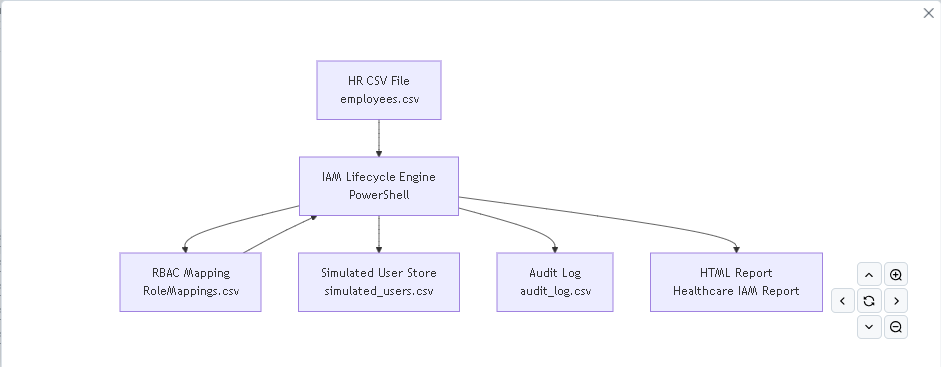 HR CSV File
employees.csv
IAM Lifecycle Engine
PowerShell
RBAC Mapping
RoleMappings.csv
Simulated User Store
simulated_users.csv
Audit Log
audit_log.csv
HTML Report
Healthcare IAM Report